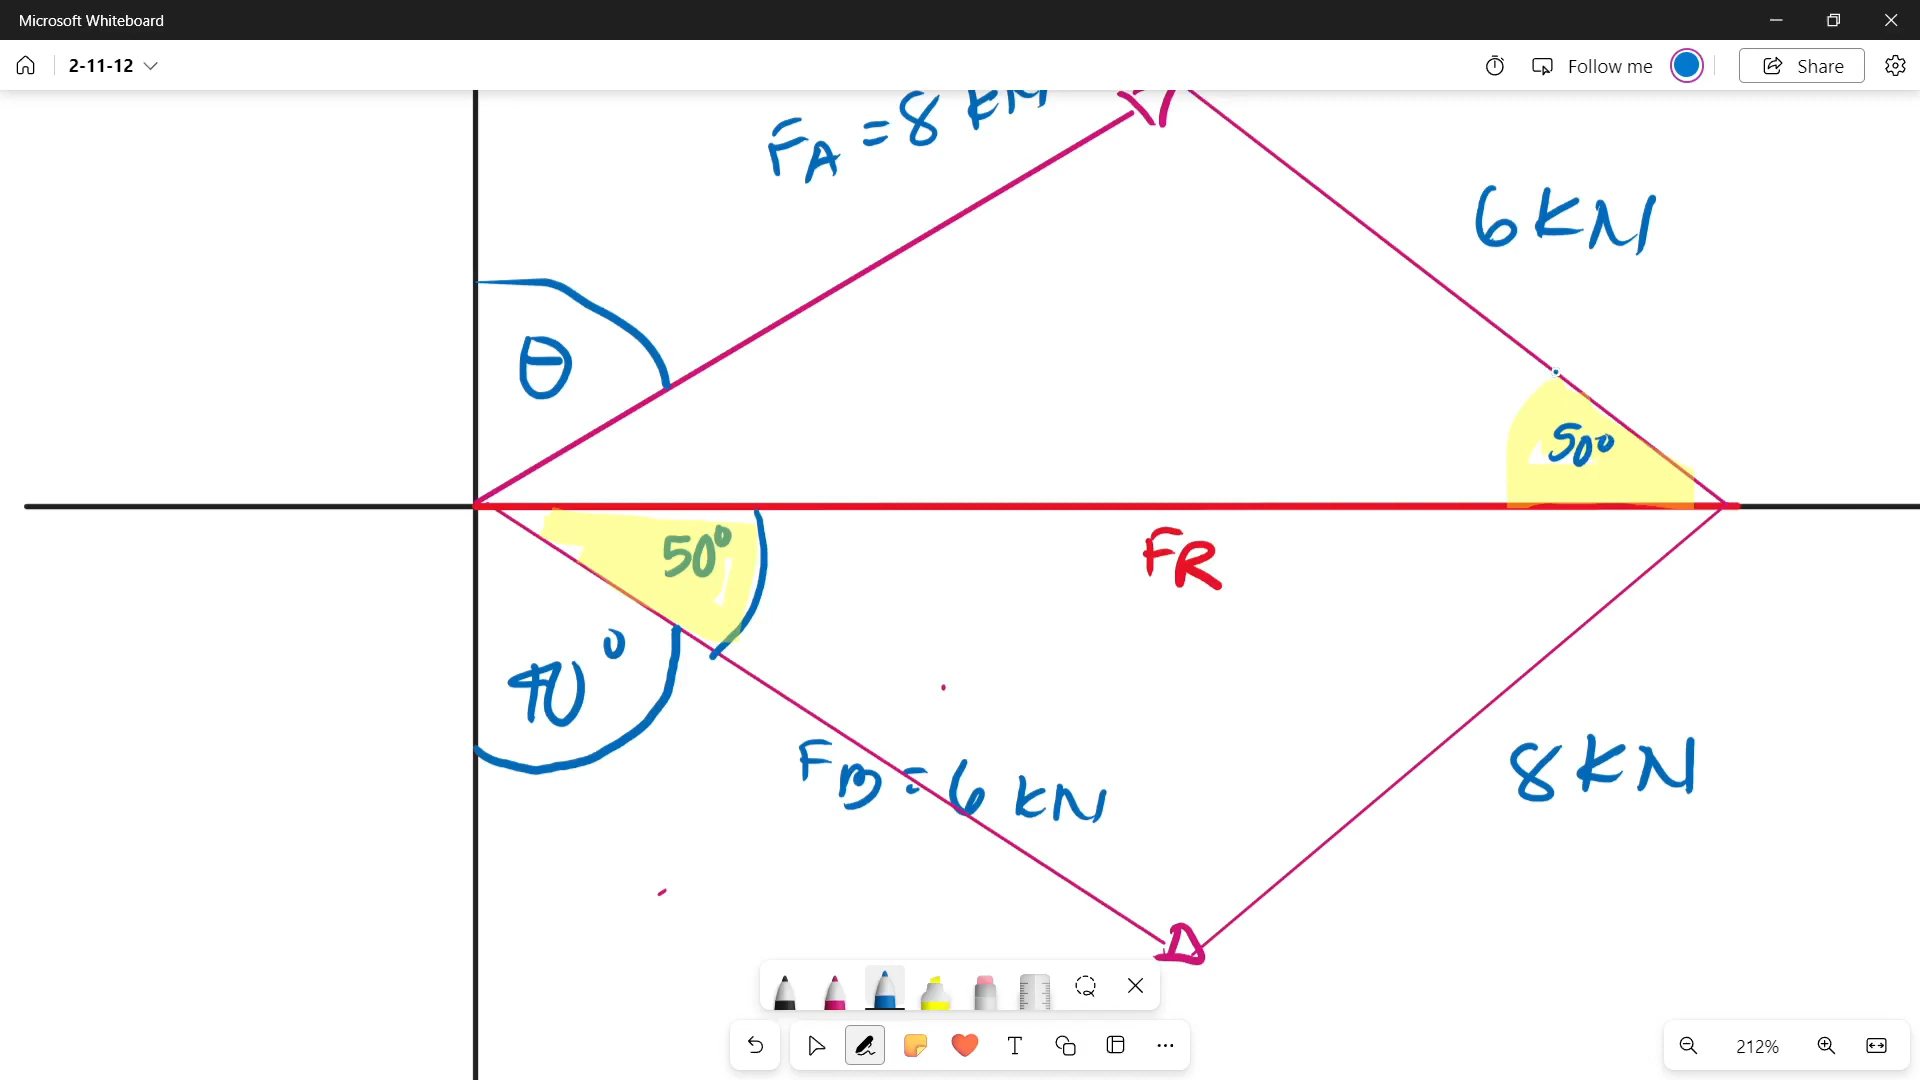 Microsoft Whiteboard
2-11-12
Follow me
Share
FA = 8 KN
6 KN
θ
50°
50°
FR
40°
FB = 6 KN
8 KN
212%